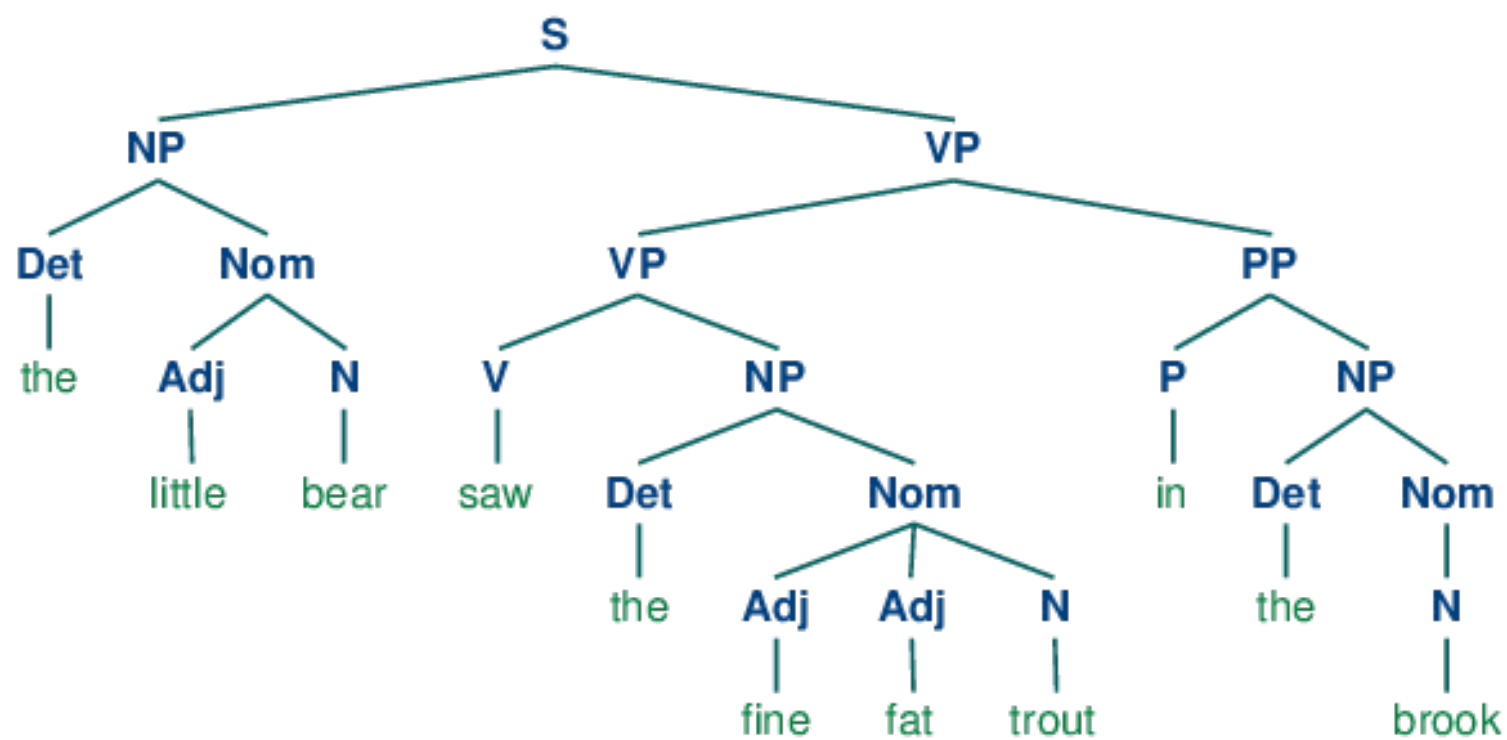 S
NP VP
Det Nom VP PP
the Adj N V NP P NP
little bear saw Det Nom in Det Nom
the Adj Adj N the N
fine fat trout brook